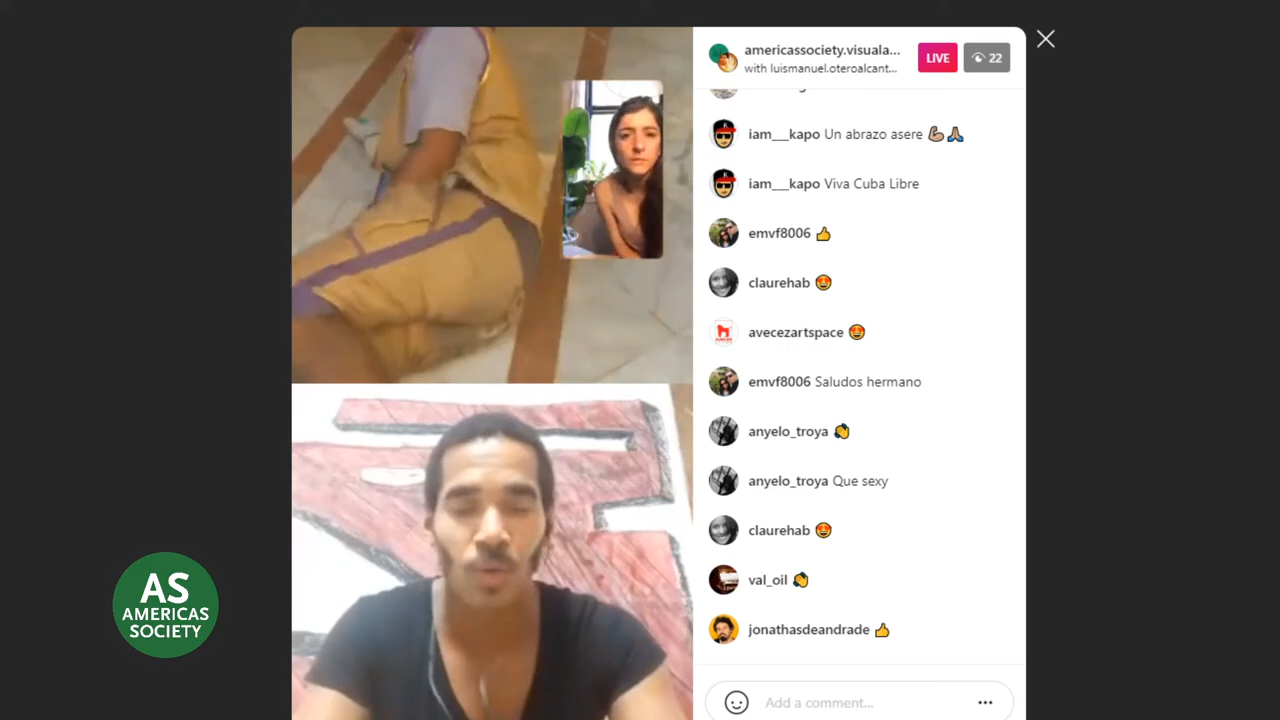 americassociety.visuala...
with luismanuel.oteroalcant...
LIVE
22
iam___kapo Un abrazo asere
iam___kapo Viva Cuba Libre
emvf8006
claurehab
avecezartspace
emvf8006 Saludos hermano
anyelo_troya
anyelo_troya Que sexy
claurehab
val_oil
jonathasdeandrade
Add a comment...
AS
AMERICAS
SOCIETY